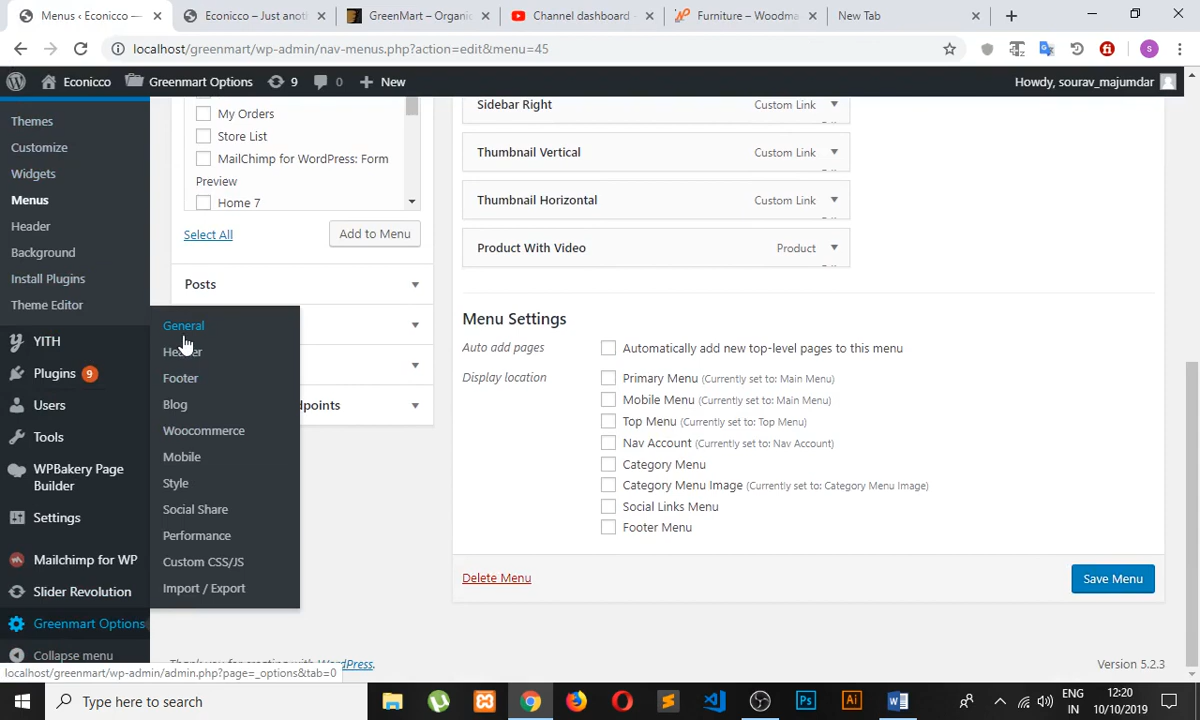 Menus ‹ Econicco —
Econicco – Just anot
GreenMart – Organic
Channel dashboard -
Furniture – Woodma
New Tab
localhost/greenmart/wp-admin/nav-menus.php?action=edit&menu=45
S
Econicco
Greenmart Options
9
0
New
Howdy, sourav_majumdar
Themes
Customize
Widgets
Menus
Header
Background
Install Plugins
Theme Editor
YITH
Plugins 9
Users
Tools
WPBakery Page
Builder
Settings
Mailchimp for WP
Slider Revolution
Greenmart Options
Collapse menu
General
Header
Footer
Blog
Woocommerce
Mobile
Style
Social Share
Performance
Custom CSS/JS
Import / Export
My Orders
Store List
MailChimp for WordPress: Form
Preview
Home 7
Select All
Add to Menu
Posts
Sidebar Right Custom Link
Thumbnail Vertical Custom Link
Thumbnail Horizontal Custom Link
Product With Video Product
Menu Settings
Auto add pages Automatically add new top-level pages to this menu
Display location Primary Menu (Currently set to: Main Menu)
Mobile Menu (Currently set to: Main Menu)
Top Menu (Currently set to: Top Menu)
Nav Account (Currently set to: Nav Account)
Category Menu
Category Menu Image (Currently set to: Category Menu Image)
Social Links Menu
Footer Menu
Delete Menu
Save Menu
WordPress.
Version 5.2.3
localhost/greenmart/wp-admin/admin.php?page=_options&tab=0
Type here to search
ENG
IN
12:20
10/10/2019